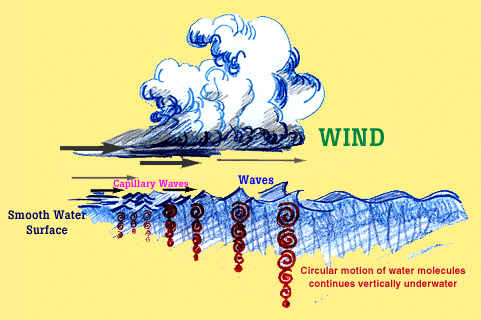 WIND
Capillary Waves
Waves
Smooth Water
Surface
Circular motion of water molecules
continues vertically underwater